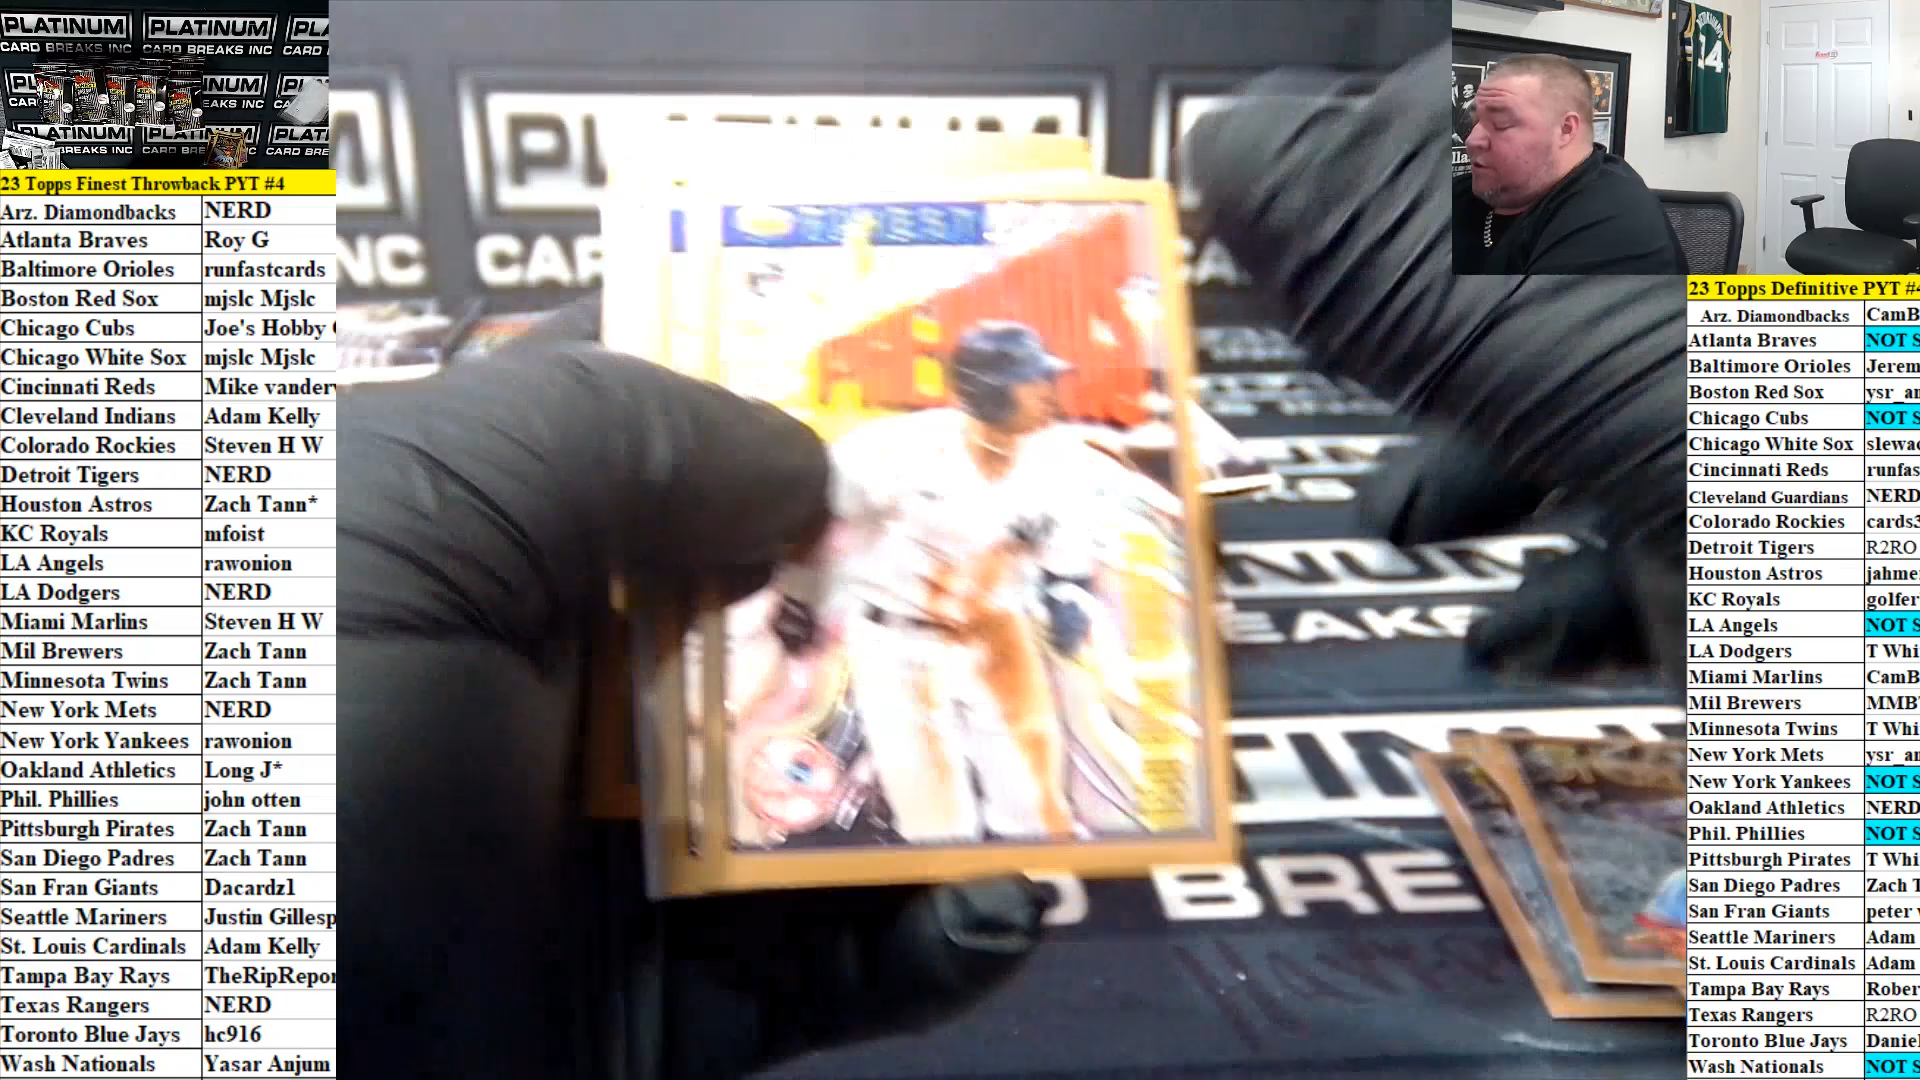 PLATINUM PLATINUM PLA
CARD BREAKS INC CARD BREAKS INC CARD
23 Topps Finest Throwback PYT #4
Arz. Diamondbacks NERD
Atlanta Braves Roy G
Baltimore Orioles runfastcards
Boston Red Sox mjslc Mjslc
Chicago Cubs Joe's Hobby
Chicago White Sox mjslc Mjslc
Cincinnati Reds Mike vander
Cleveland Indians Adam Kelly
Colorado Rockies Steven H W
Detroit Tigers NERD
Houston Astros Zach Tann*
KC Royals mfoist
LA Angels rawonion
LA Dodgers NERD
Miami Marlins Steven H W
Mil Brewers Zach Tann
Minnesota Twins Zach Tann
New York Mets NERD
New York Yankees rawonion
Oakland Athletics Long J*
Phil. Phillies john otten
Pittsburgh Pirates Zach Tann
San Diego Padres Zach Tann
San Fran Giants Dacardz1
Seattle Mariners Justin Gillesp
St. Louis Cardinals Adam Kelly
Tampa Bay Rays TheRipRepor
Texas Rangers NERD
Toronto Blue Jays hc916
Wash Nationals Yasar Anjum
FINEST
BRE
14
23 Topps Definitive PYT #4
Arz. Diamondbacks CamB
Atlanta Braves NOT S
Baltimore Orioles Jerem
Boston Red Sox ysr_an
Chicago Cubs NOT S
Chicago White Sox slewa
Cincinnati Reds runfas
Cleveland Guardians NERD
Colorado Rockies cards3
Detroit Tigers R2RO
Houston Astros jahme
KC Royals golfer
LA Angels NOT S
LA Dodgers T Whi
Miami Marlins CamB
Mil Brewers MMB
Minnesota Twins T Whi
New York Mets ysr_an
New York Yankees NOT S
Oakland Athletics NERD
Phil. Phillies NOT S
Pittsburgh Pirates T Whi
San Diego Padres Zach T
San Fran Giants peter
Seattle Mariners Adam
St. Louis Cardinals Adam
Tampa Bay Rays Rober
Texas Rangers R2RO
Toronto Blue Jays Daniel
Wash Nationals NOT S